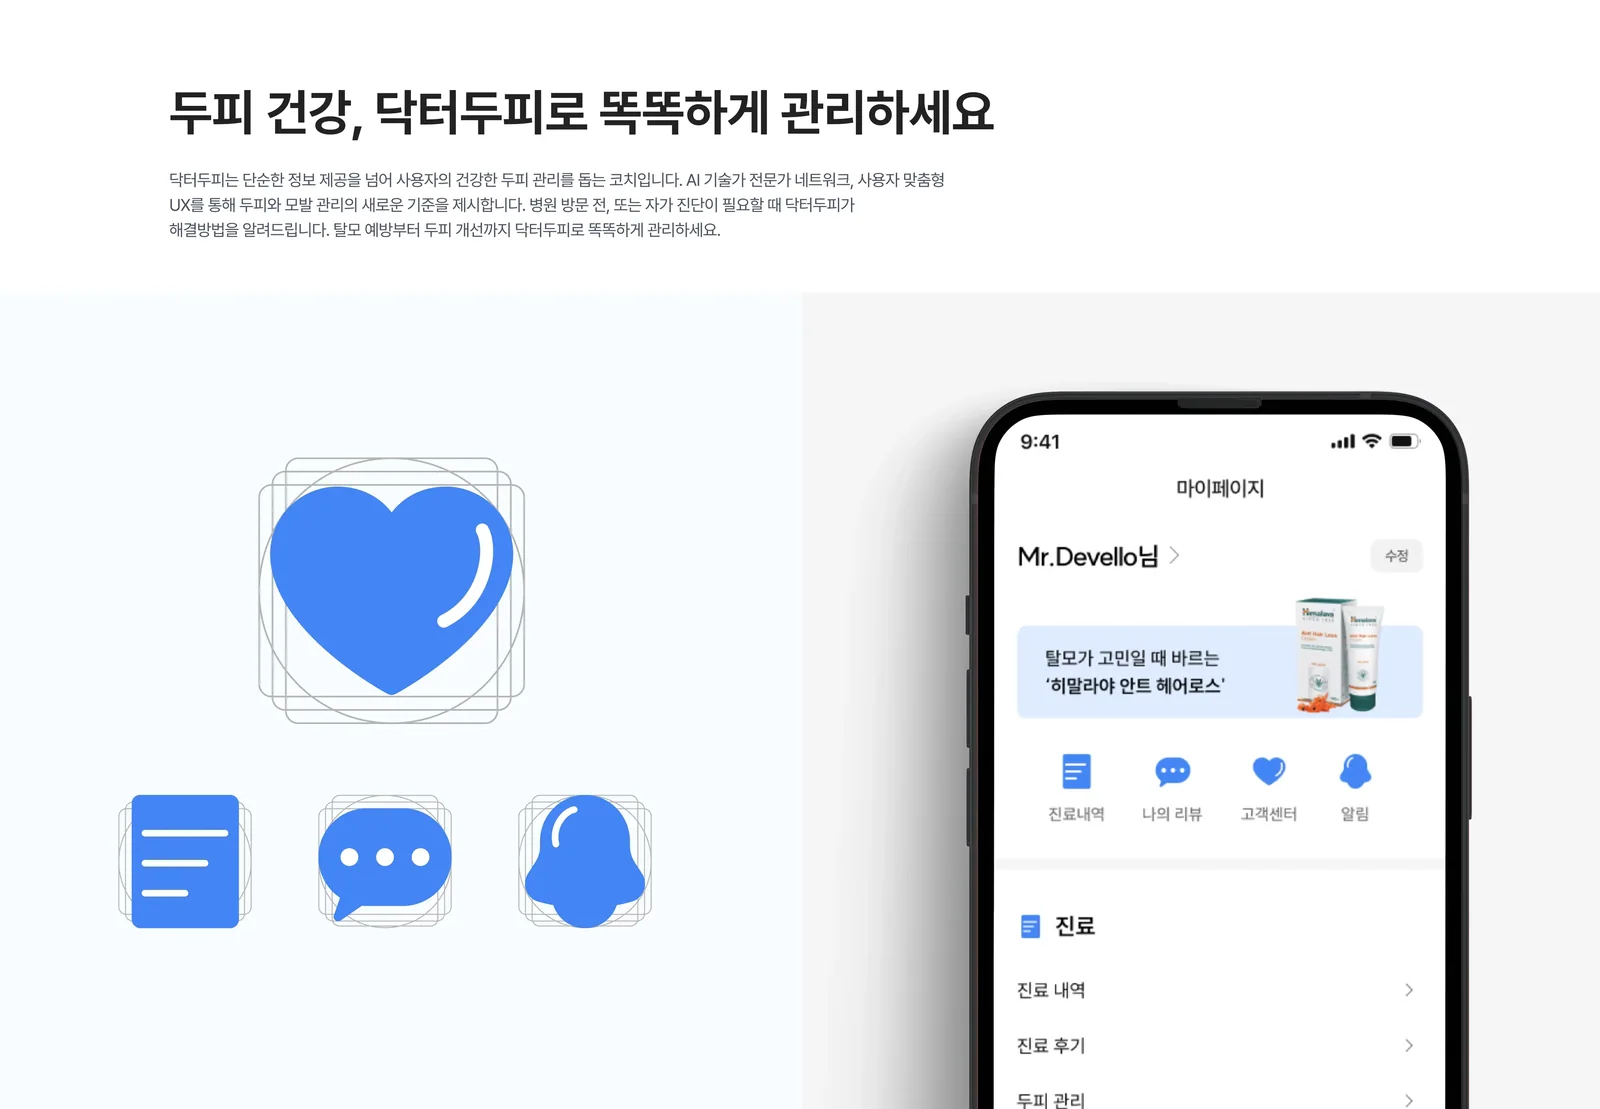 두피 건강, 닥터두피로 똑똑하게 관리하세요
닥터두피는 단순한 정보 제공을 넘어 사용자의 건강한 두피 관리를 돕는 코치입니다. AI 기술가 전문가 네트워크, 사용자 맞춤형
UX를 통해 두피와 모발 관리의 새로운 기준을 제시합니다. 병원 방문 전, 또는 자가 진단이 필요할 때 닥터두피가
해결방법을 알려드립니다. 탈모 예방부터 두피 개선까지 닥터두피로 똑똑하게 관리하세요.
9:41
마이페이지
Mr.Devello님
수정
탈모가 고민일 때 바르는
‘히말라야 안트 헤어로스’
Himalaya
SINCE 1930
Anti Hair Loss
Himalaya
Anti Hair Loss
진료내역
나의 리뷰
고객센터
알림
진료
진료 내역
진료 후기
두피 관리